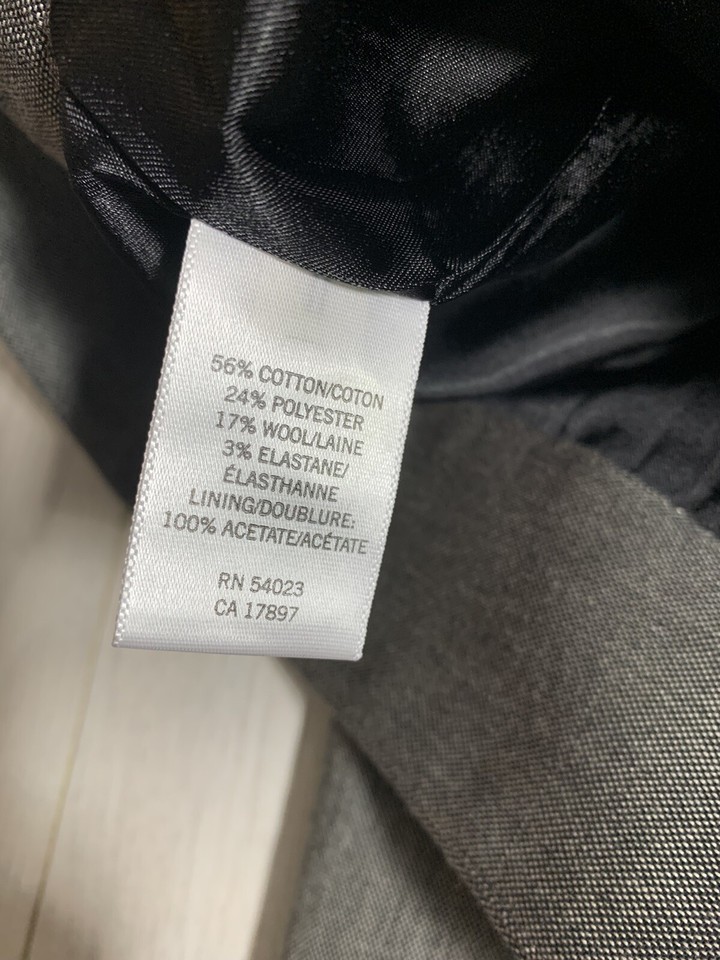 56% COTTON/COTON
24% POLYESTER
17% WOOL/LAINE
3% ELASTANE/
ÉLASTHANNE
LINING/DOUBLURE:
100% ACETATE/ACÉTATE
RN 54023
CA 17897